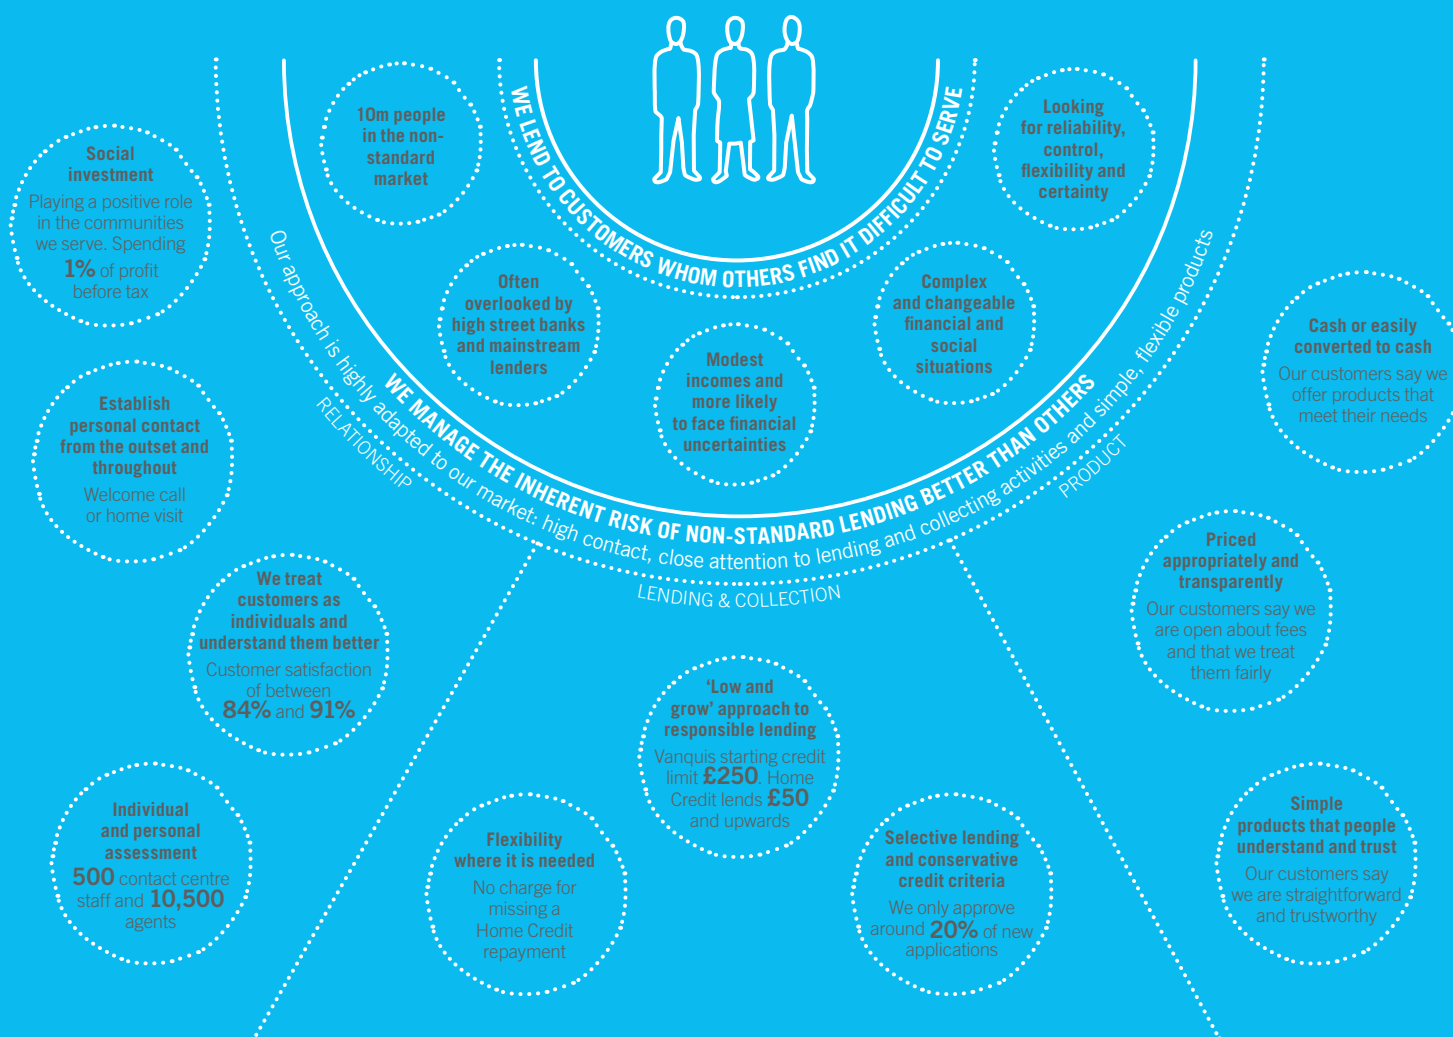 WE LEND TO CUSTOMERS WHOM OTHERS FIND IT DIFFICULT TO SERVE
10m people
in the non-
standard
market
Often
overlooked by
high street banks
and mainstream
lenders
Modest
incomes and
more likely
to face financial
uncertainties
Complex
and changeable
financial and
social
situations
Looking
for reliability,
control,
flexibility and
certainty
WE MANAGE THE INHERENT RISK OF NON-STANDARD LENDING BETTER THAN OTHERS
Our approach is highly adapted to our market: high contact, close attention to lending and collecting activities and simple, flexible products
RELATIONSHIP
Social
investment
Playing a positive role
in the communities
we serve. Spending
1% of profit
before tax
Establish
personal contact
from the outset and
throughout
Welcome call
or home visit
We treat
customers as
individuals and
understand them better
Customer satisfaction
of between
84% and 91%
Individual
and personal
assessment
500 contact centre
staff and 10,500
agents
LENDING & COLLECTION
Flexibility
where it is needed
No charge for
missing a
Home Credit
repayment
‘Low and
grow’ approach to
responsible lending
Vanquis starting credit
limit £250. Home
Credit lends £50
and upwards
Selective lending
and conservative
credit criteria
We only approve
around 20% of new
applications
PRODUCT
Cash or easily
converted to cash
Our customers say we
offer products that
meet their needs
Priced
appropriately and
transparently
Our customers say we
are open about fees
and that we treat
them fairly
Simple
products that people
understand and trust
Our customers say
we are straightforward
and trustworthy